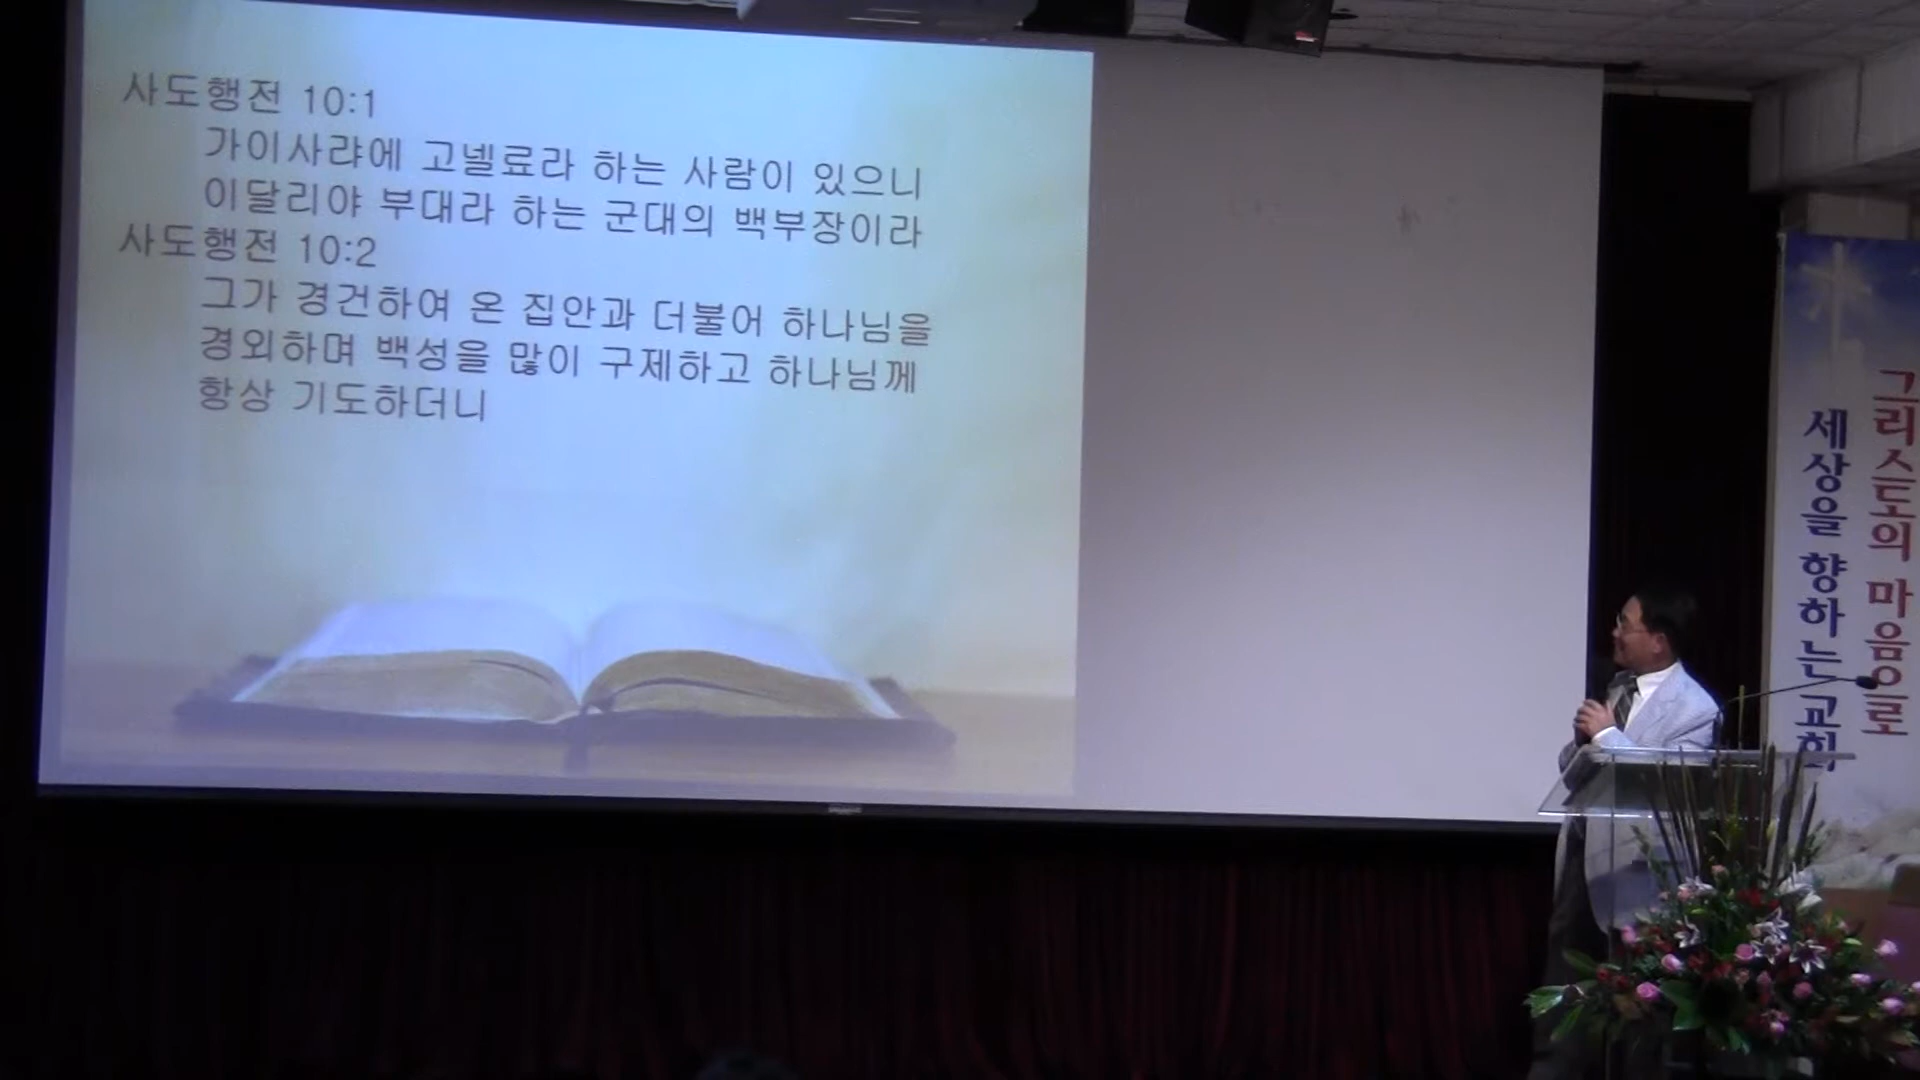 사도행전 10:1
가이사랴에 고넬료라 하는 사람이 있으니
이달리야 부대라 하는 군대의 백부장이라
사도행전 10:2
그가 경건하여 온 집안과 더불어 하나님을
경외하며 백성을 많이 구제하고 하나님께
항상 기도하더니
그리스도의 마음으로
세상을 향하는 교회